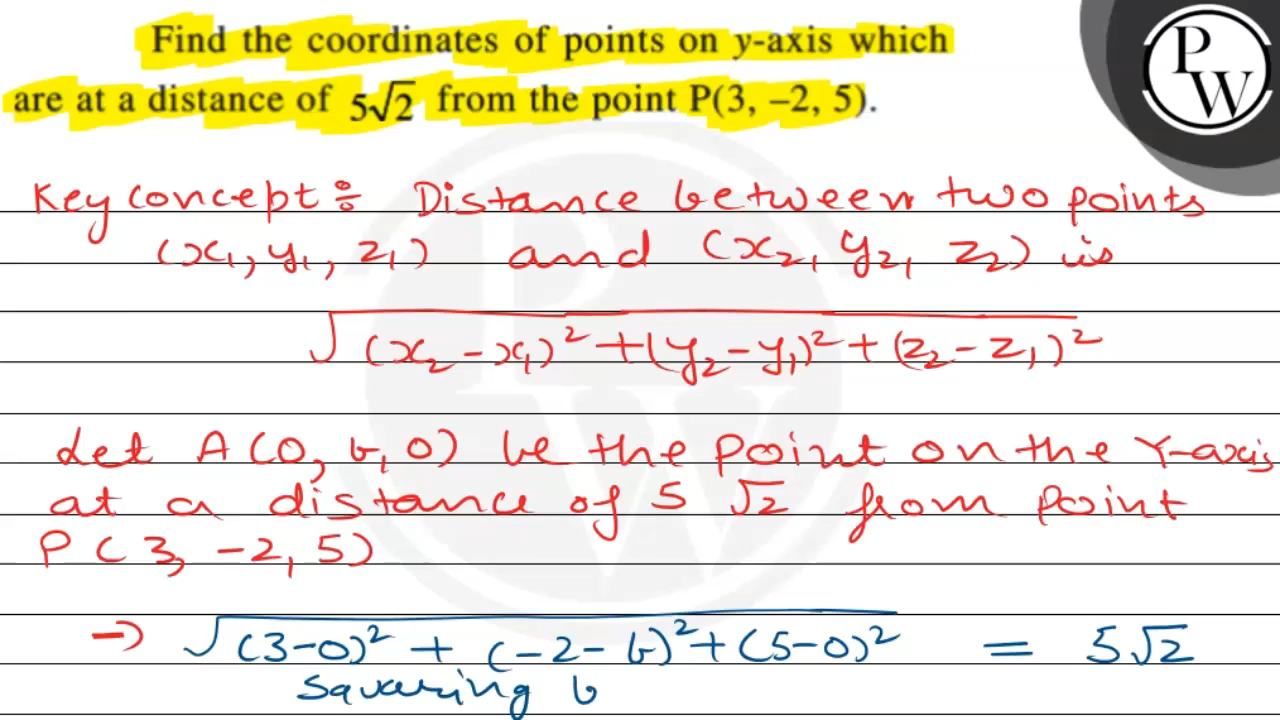 Find the coordinates of points on y-axis which
are at a distance of 5√2 from the point P(3, –2, 5).
P
W
Key concept ÷ Distance between two points
(x₁, y₁, z₁) and (x₂, y₂, z₂) is
√(x₂ - x₁)² + (y₂ - y₁)² + (z₂ - z₁)²
Let A (0, b, 0) be the point on the Y-axis
at a distance of 5 √2 from point
P ( 3, -2, 5)
→ √(3-0)² + (-2-b)² + (5-0)² = 5√2
Squaring b